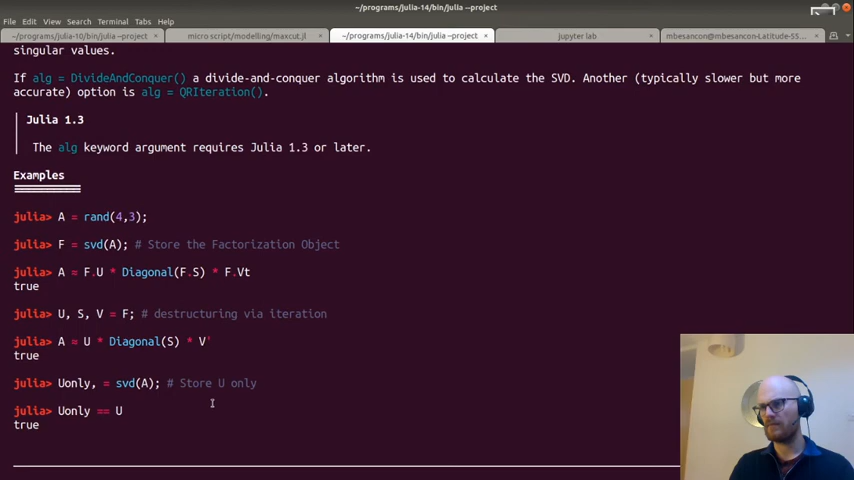 ~/programs/julia-14/bin/julia --project
File Edit View Search Terminal Tabs Help
~/programs/julia-10/bin/julia --project × micro script/modelling/maxcut.jl × ~/programs/julia-14/bin/julia --project × jupyter lab × mbesancon@mbesancon-Latitude-55... ×
singular values.
If alg = DivideAndConquer() a divide-and-conquer algorithm is used to calculate the SVD. Another (typically slower but more
accurate) option is alg = QRIteration().
Julia 1.3
The alg keyword argument requires Julia 1.3 or later.
Examples
julia> A = rand(4,3);
julia> F = svd(A); # Store the Factorization Object
julia> A ≈ F.U * Diagonal(F.S) * F.Vt
true
julia> U, S, V = F; # destructuring via iteration
julia> A ≈ U * Diagonal(S) * V'
true
julia> Uonly, = svd(A); # Store U only
julia> Uonly == U
true